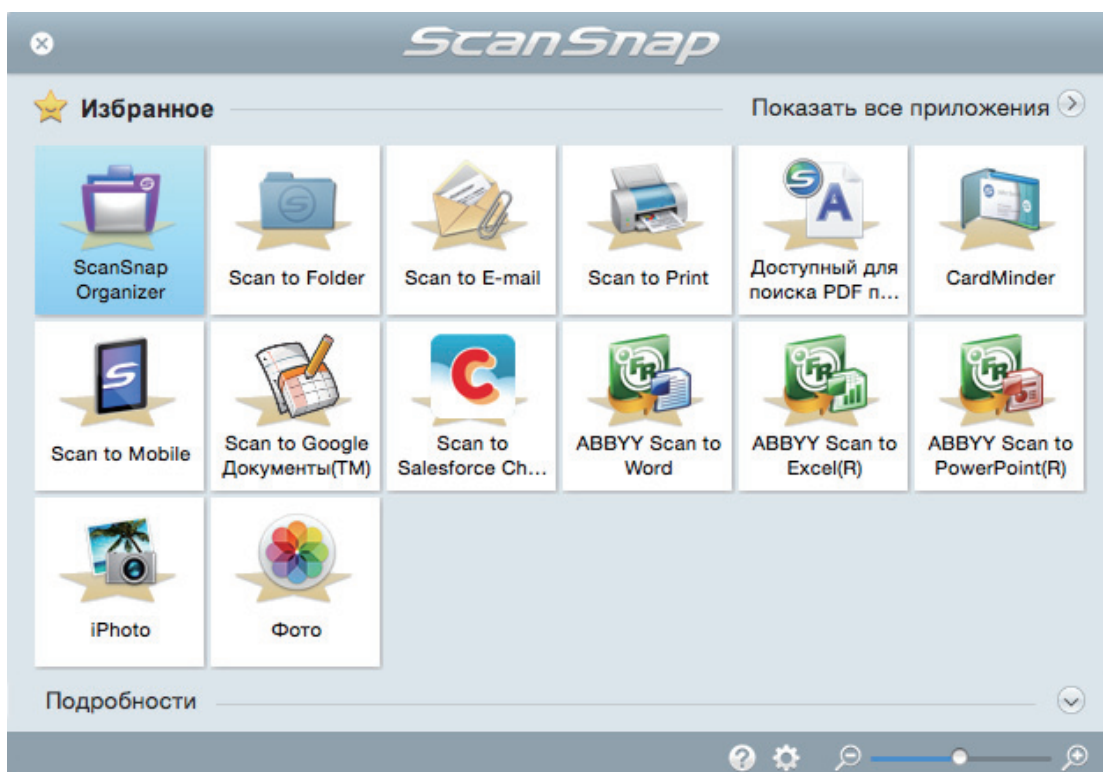 ScanSnap
Избранное
Показать все приложения
ScanSnap
Organizer
Scan to Folder
Scan to E-mail
Scan to Print
Доступный для
поиска PDF п...
CardMinder
Scan to Mobile
Scan to Google
Документы(TM)
Scan to
Salesforce Ch...
ABBYY Scan to
Word
ABBYY Scan to
Excel(R)
ABBYY Scan to
PowerPoint(R)
iPhoto
Фото
Подробности